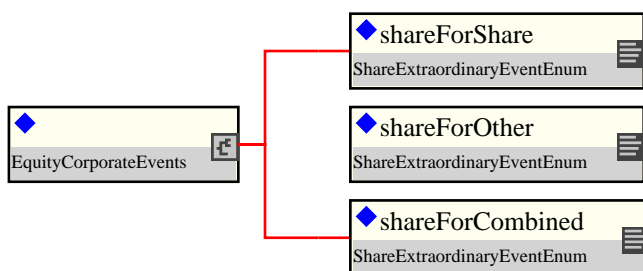 shareForShare
ShareExtraordinaryEventEnum
EquityCorporateEvents
shareForOther
ShareExtraordinaryEventEnum
shareForCombined
ShareExtraordinaryEventEnum